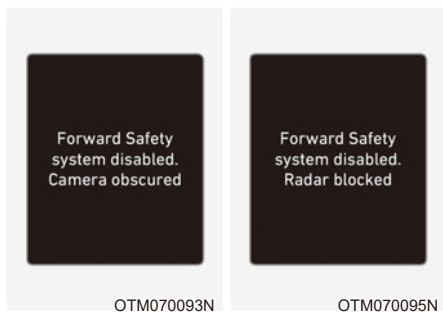 Forward Safety
system disabled.
Camera obscured
OTM070093N
Forward Safety
system disabled.
Radar blocked
OTM070095N